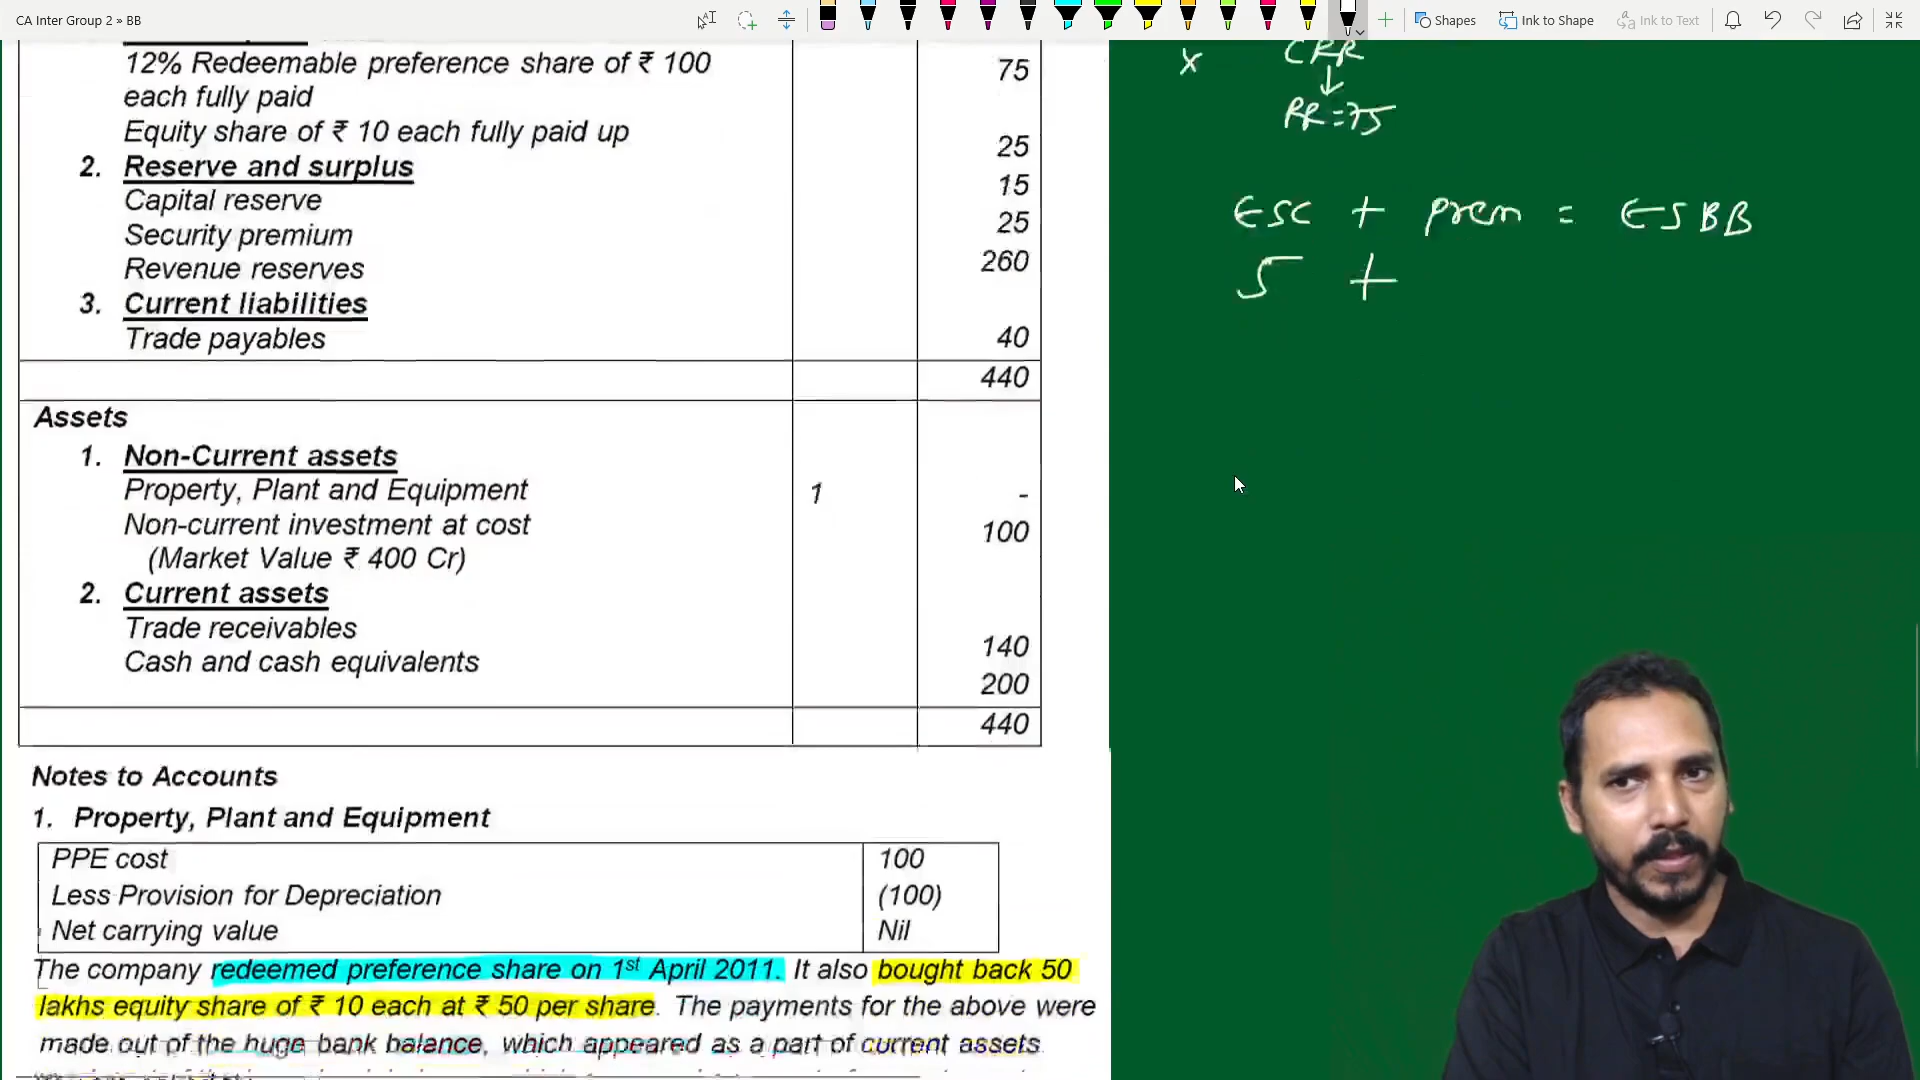 CA Inter Group 2 » BB
Shapes
Ink to Shape
Ink to Text
12% Redeemable preference share of ₹ 100 75
each fully paid
Equity share of ₹ 10 each fully paid up 25
2. Reserve and surplus
Capital reserve 15
Security premium 25
Revenue reserves 260
3. Current liabilities
Trade payables 40
440
Assets
1. Non-Current assets
Property, Plant and Equipment 1 -
Non-current investment at cost 100
(Market Value ₹ 400 Cr)
2. Current assets
Trade receivables 140
Cash and cash equivalents 200
440
Notes to Accounts
1. Property, Plant and Equipment
PPE cost 100
Less Provision for Depreciation (100)
Net carrying value Nil
The company redeemed preference share on 1st April 2011. It also bought back 50
lakhs equity share of ₹ 10 each at ₹ 50 per share. The payments for the above were
made out of the huge bank balance, which appeared as a part of current assets
x CRR
↓
RR = 75
ESC + prem = ESBB
5 +